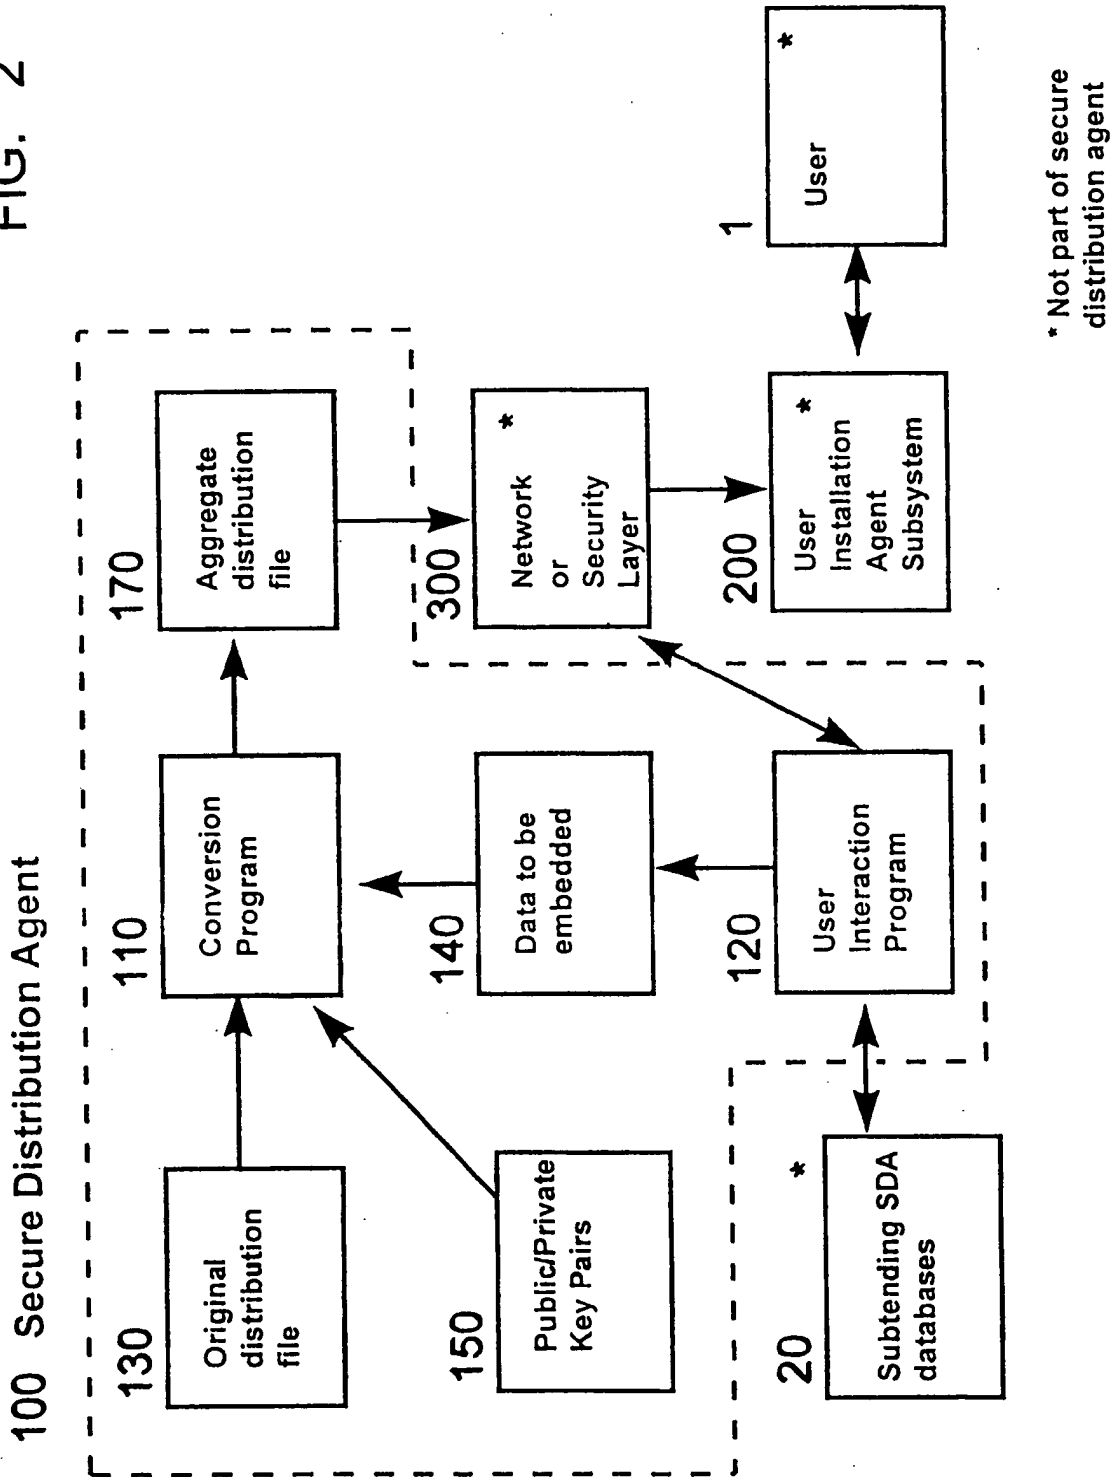 FIG. 2
100 Secure Distribution Agent
130
Original
distribution
file
110
Conversion
Program
170
Aggregate
distribution
file
150
Public/Private
Key Pairs
140
Data to be
embedded
300
Network *
or
Security
Layer
20
*
Subtending SDA
databases
120
User
Interaction
Program
200
User *
Installation
Agent
Subsystem
1
User *
* Not part of secure
distribution agent